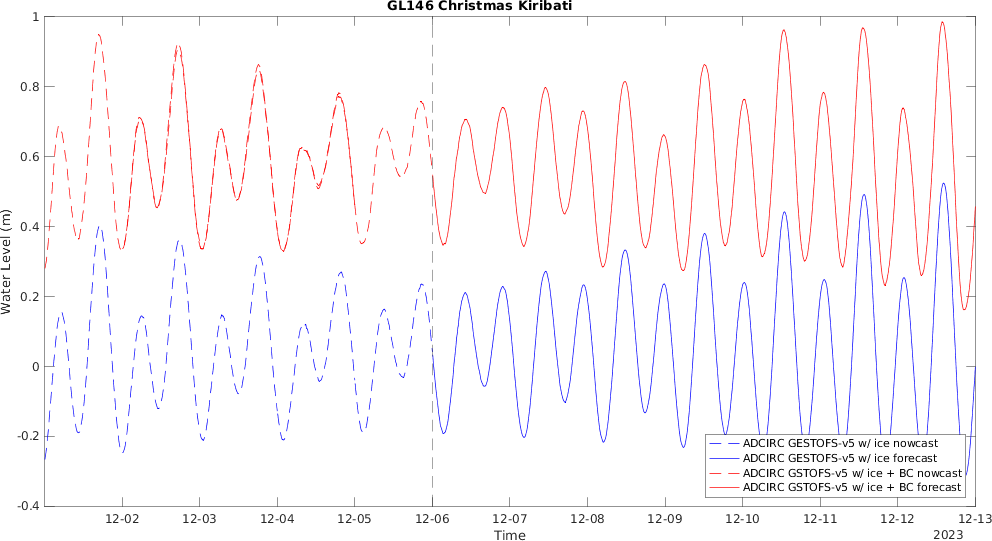 GL146 Christmas Kiribati
1
0.8
0.6
0.4
0.2
0
-0.2
-0.4
Water Level (m)
12-02 12-03 12-04 12-05 12-06 12-07 12-08 12-09 12-10 12-11 12-12 12-13
Time
2023
ADCIRC GESTOFS-v5 w/ ice nowcast
ADCIRC GESTOFS-v5 w/ ice forecast
ADCIRC GSTOFS-v5 w/ ice + BC nowcast
ADCIRC GSTOFS-v5 w/ ice + BC forecast